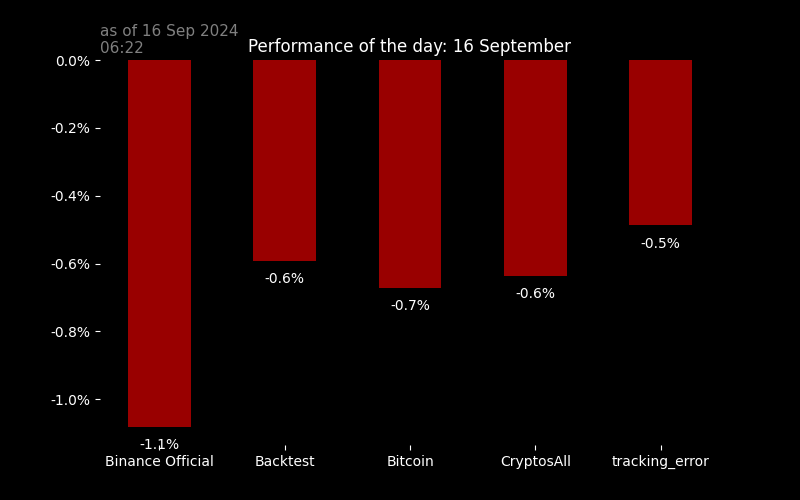 as of 16 Sep 2024
06:22
Performance of the day: 16 September
0.0%
-0.2%
-0.4%
-0.6%
-0.8%
-1.0%
-1.1%
-0.6%
-0.7%
-0.6%
-0.5%
Binance Official
Backtest
Bitcoin
CryptosAll
tracking_error